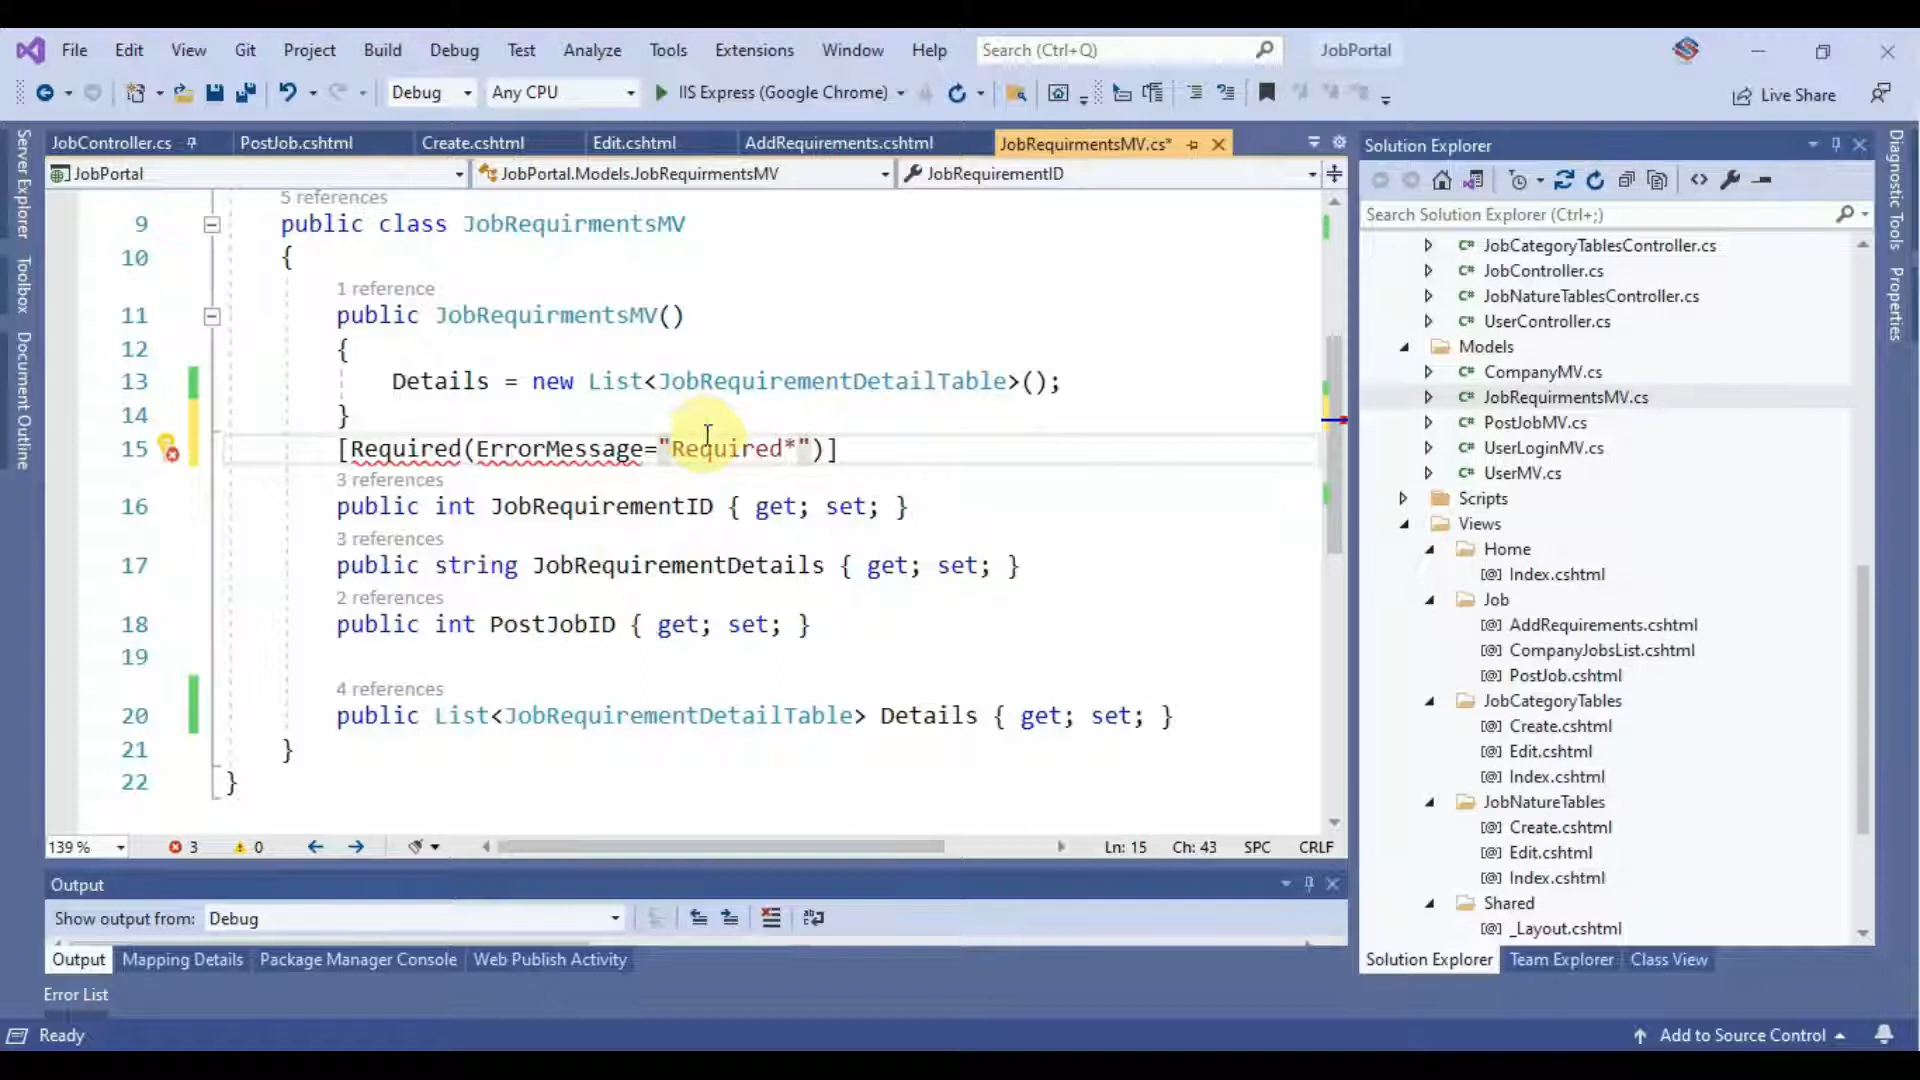 File Edit View Git Project Build Debug Test Analyze Tools Extensions Window Help Search (Ctrl+Q) JobPortal
Debug Any CPU IIS Express (Google Chrome) Live Share
JobController.cs PostJob.cshtml Create.cshtml Edit.cshtml AddRequirements.cshtml JobRequirmentsMV.cs*
JobPortal JobPortal.Models.JobRequirmentsMV JobRequirementID
Server Explorer
Toolbox
Document Outline
5 references
9 public class JobRequirmentsMV
10 {
1 reference
11 public JobRequirmentsMV()
12 {
13 Details = new List<JobRequirementDetailTable>();
14 }
15 [Required(ErrorMessage="Required*")]
3 references
16 public int JobRequirementID { get; set; }
3 references
17 public string JobRequirementDetails { get; set; }
2 references
18 public int PostJobID { get; set; }
19
4 references
20 public List<JobRequirementDetailTable> Details { get; set; }
21 }
22 }
139 % 3 0 Ln: 15 Ch: 43 SPC CRLF
Output
Show output from: Debug
Output Mapping Details Package Manager Console Web Publish Activity
Error List
Ready Add to Source Control
Solution Explorer
Search Solution Explorer (Ctrl+;)
C# JobCategoryTablesController.cs
C# JobController.cs
C# JobNatureTablesController.cs
C# UserController.cs
Models
C# CompanyMV.cs
C# JobRequirmentsMV.cs
C# PostJobMV.cs
C# UserLoginMV.cs
C# UserMV.cs
Scripts
Views
Home
[@] Index.cshtml
Job
[@] AddRequirements.cshtml
[@] CompanyJobsList.cshtml
[@] PostJob.cshtml
JobCategoryTables
[@] Create.cshtml
[@] Edit.cshtml
[@] Index.cshtml
JobNatureTables
[@] Create.cshtml
[@] Edit.cshtml
[@] Index.cshtml
Shared
[@] _Layout.cshtml
Solution Explorer Team Explorer Class View
Diagnostic Tools
Properties